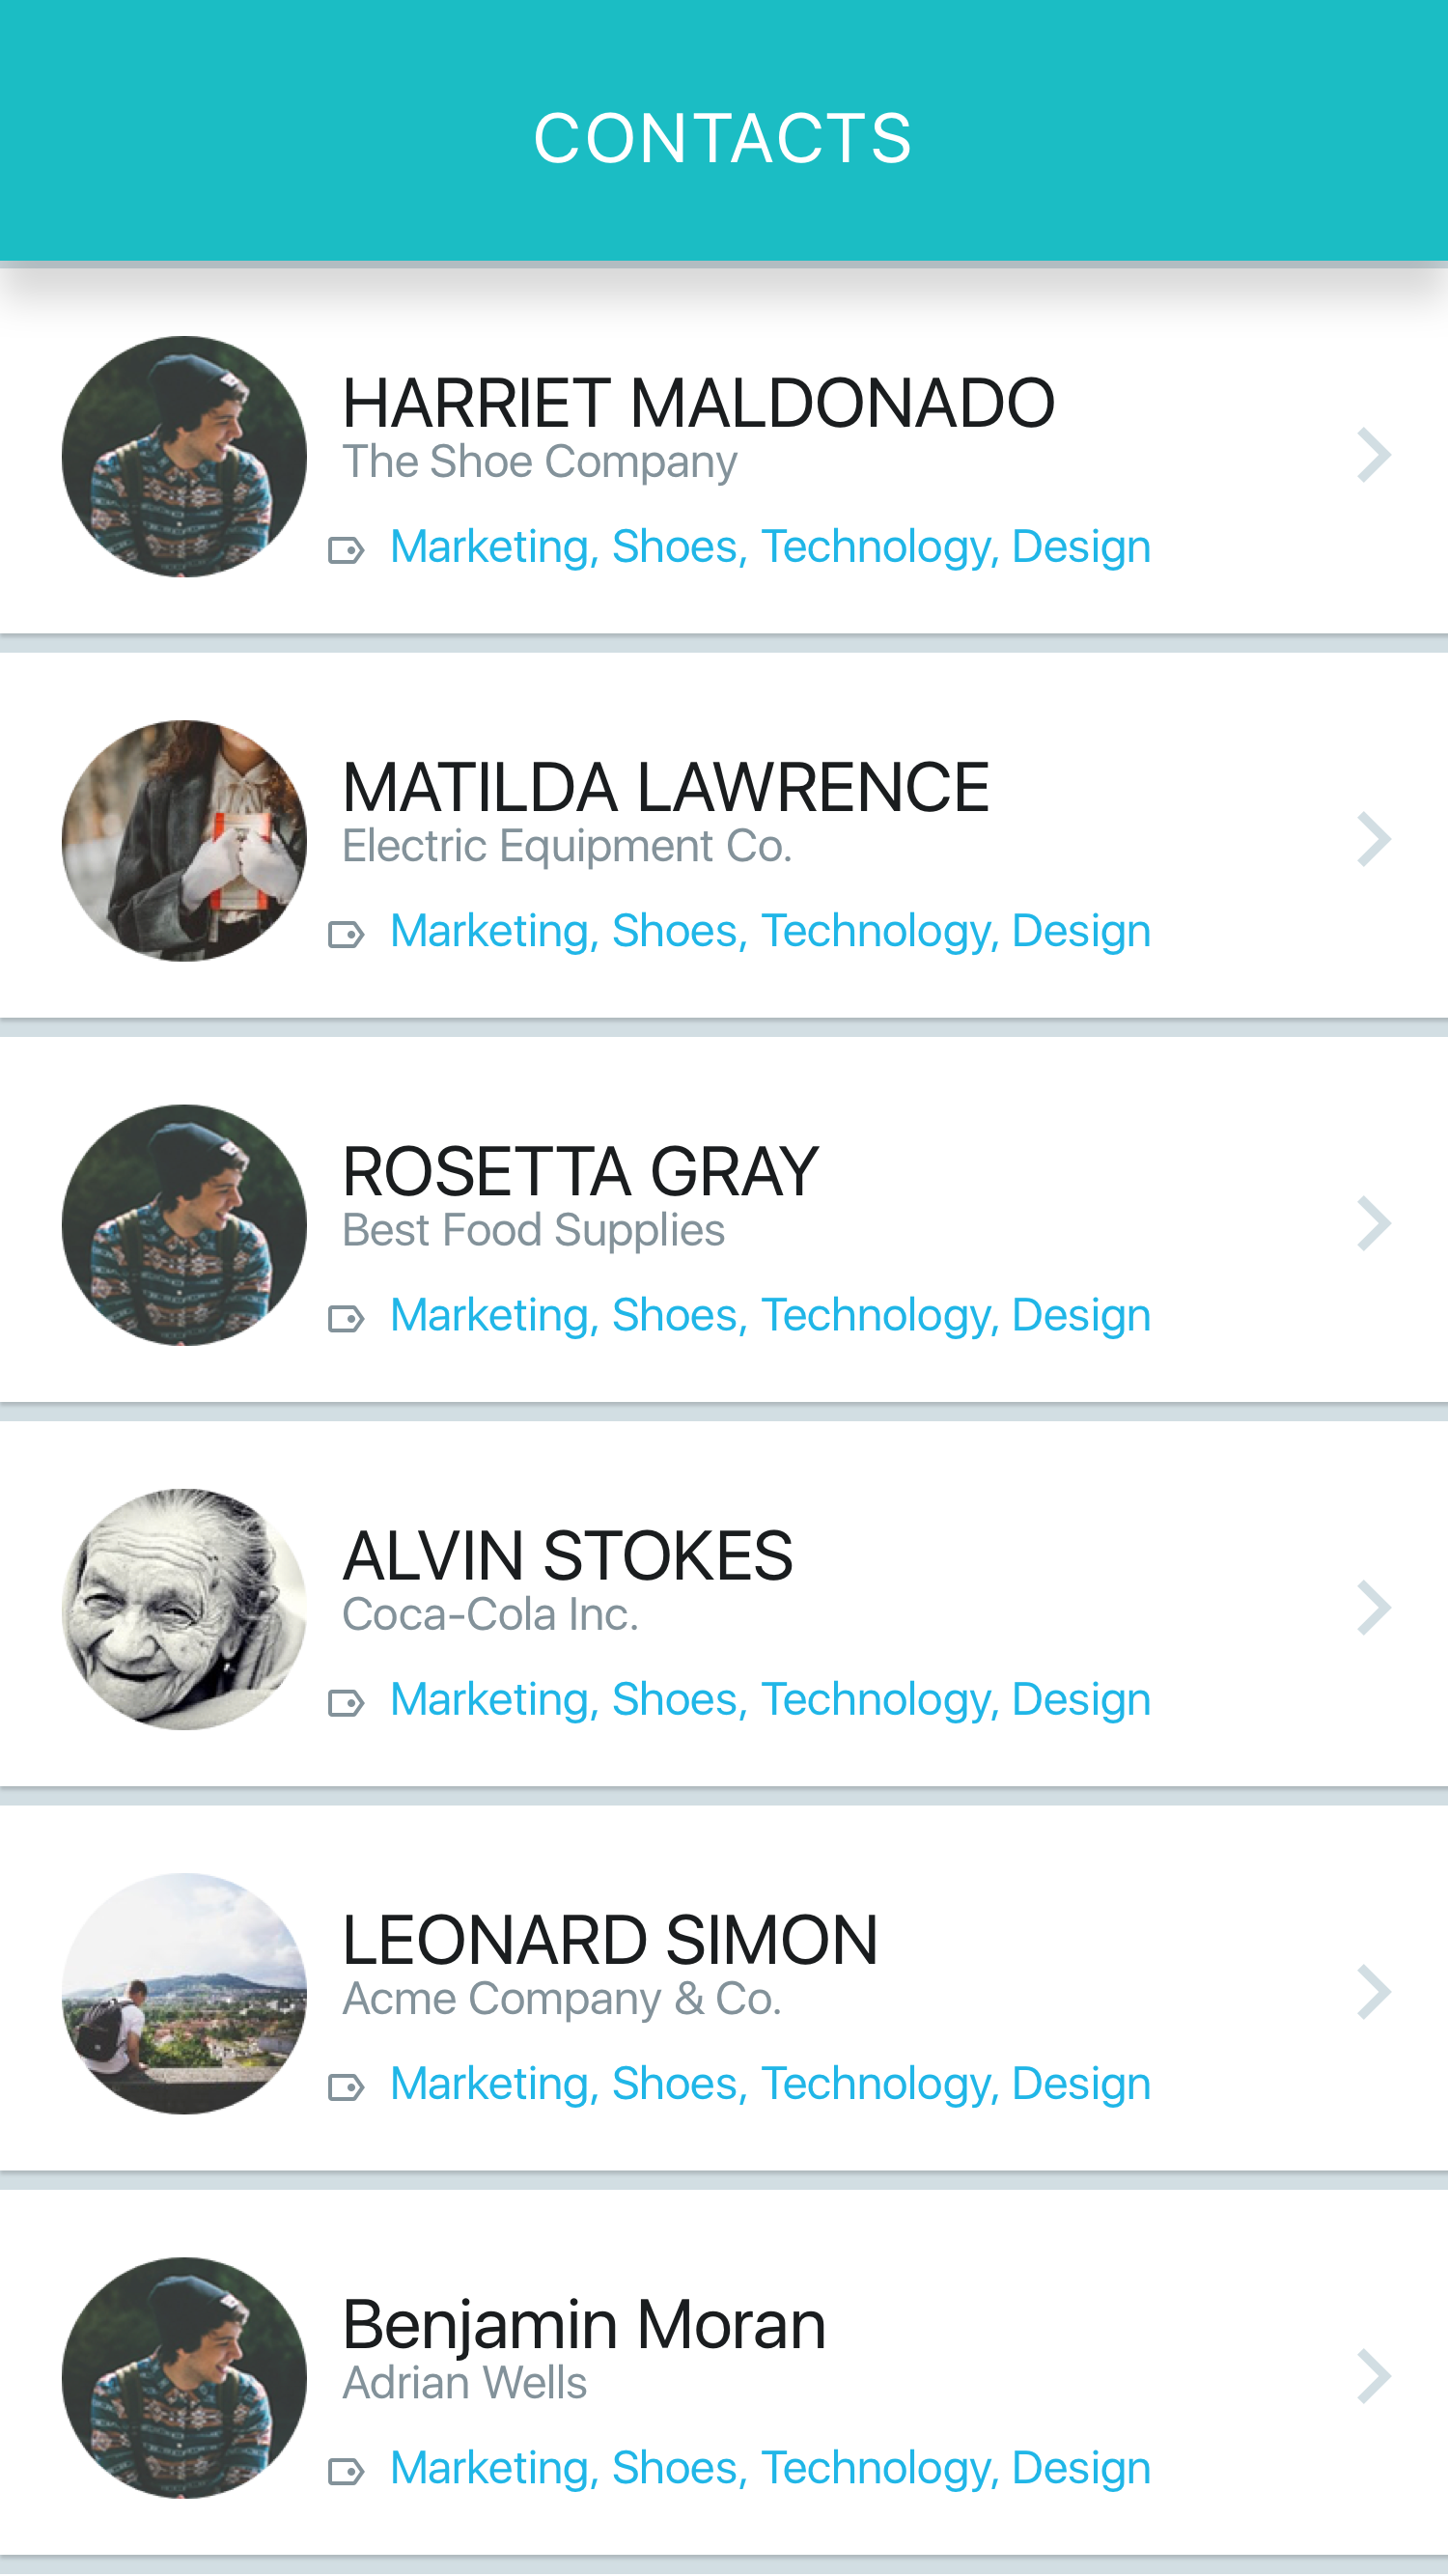 CONTACTS
HARRIET MALDONADO
The Shoe Company
Marketing, Shoes, Technology, Design
MATILDA LAWRENCE
Electric Equipment Co.
Marketing, Shoes, Technology, Design
ROSETTA GRAY
Best Food Supplies
Marketing, Shoes, Technology, Design
ALVIN STOKES
Coca-Cola Inc.
Marketing, Shoes, Technology, Design
LEONARD SIMON
Acme Company & Co.
Marketing, Shoes, Technology, Design
Benjamin Moran
Adrian Wells
Marketing, Shoes, Technology, Design